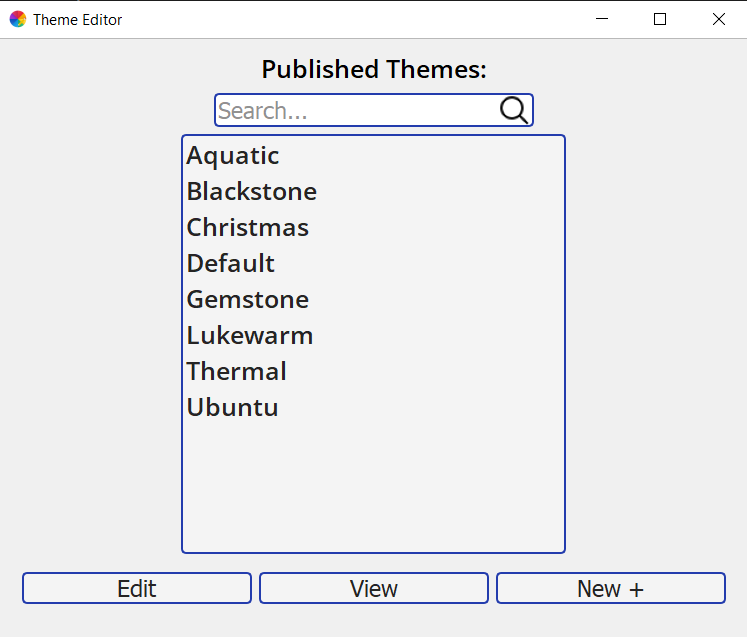 Theme Editor
Published Themes:
Search...
Aquatic
Blackstone
Christmas
Default
Gemstone
Lukewarm
Thermal
Ubuntu
Edit View New +